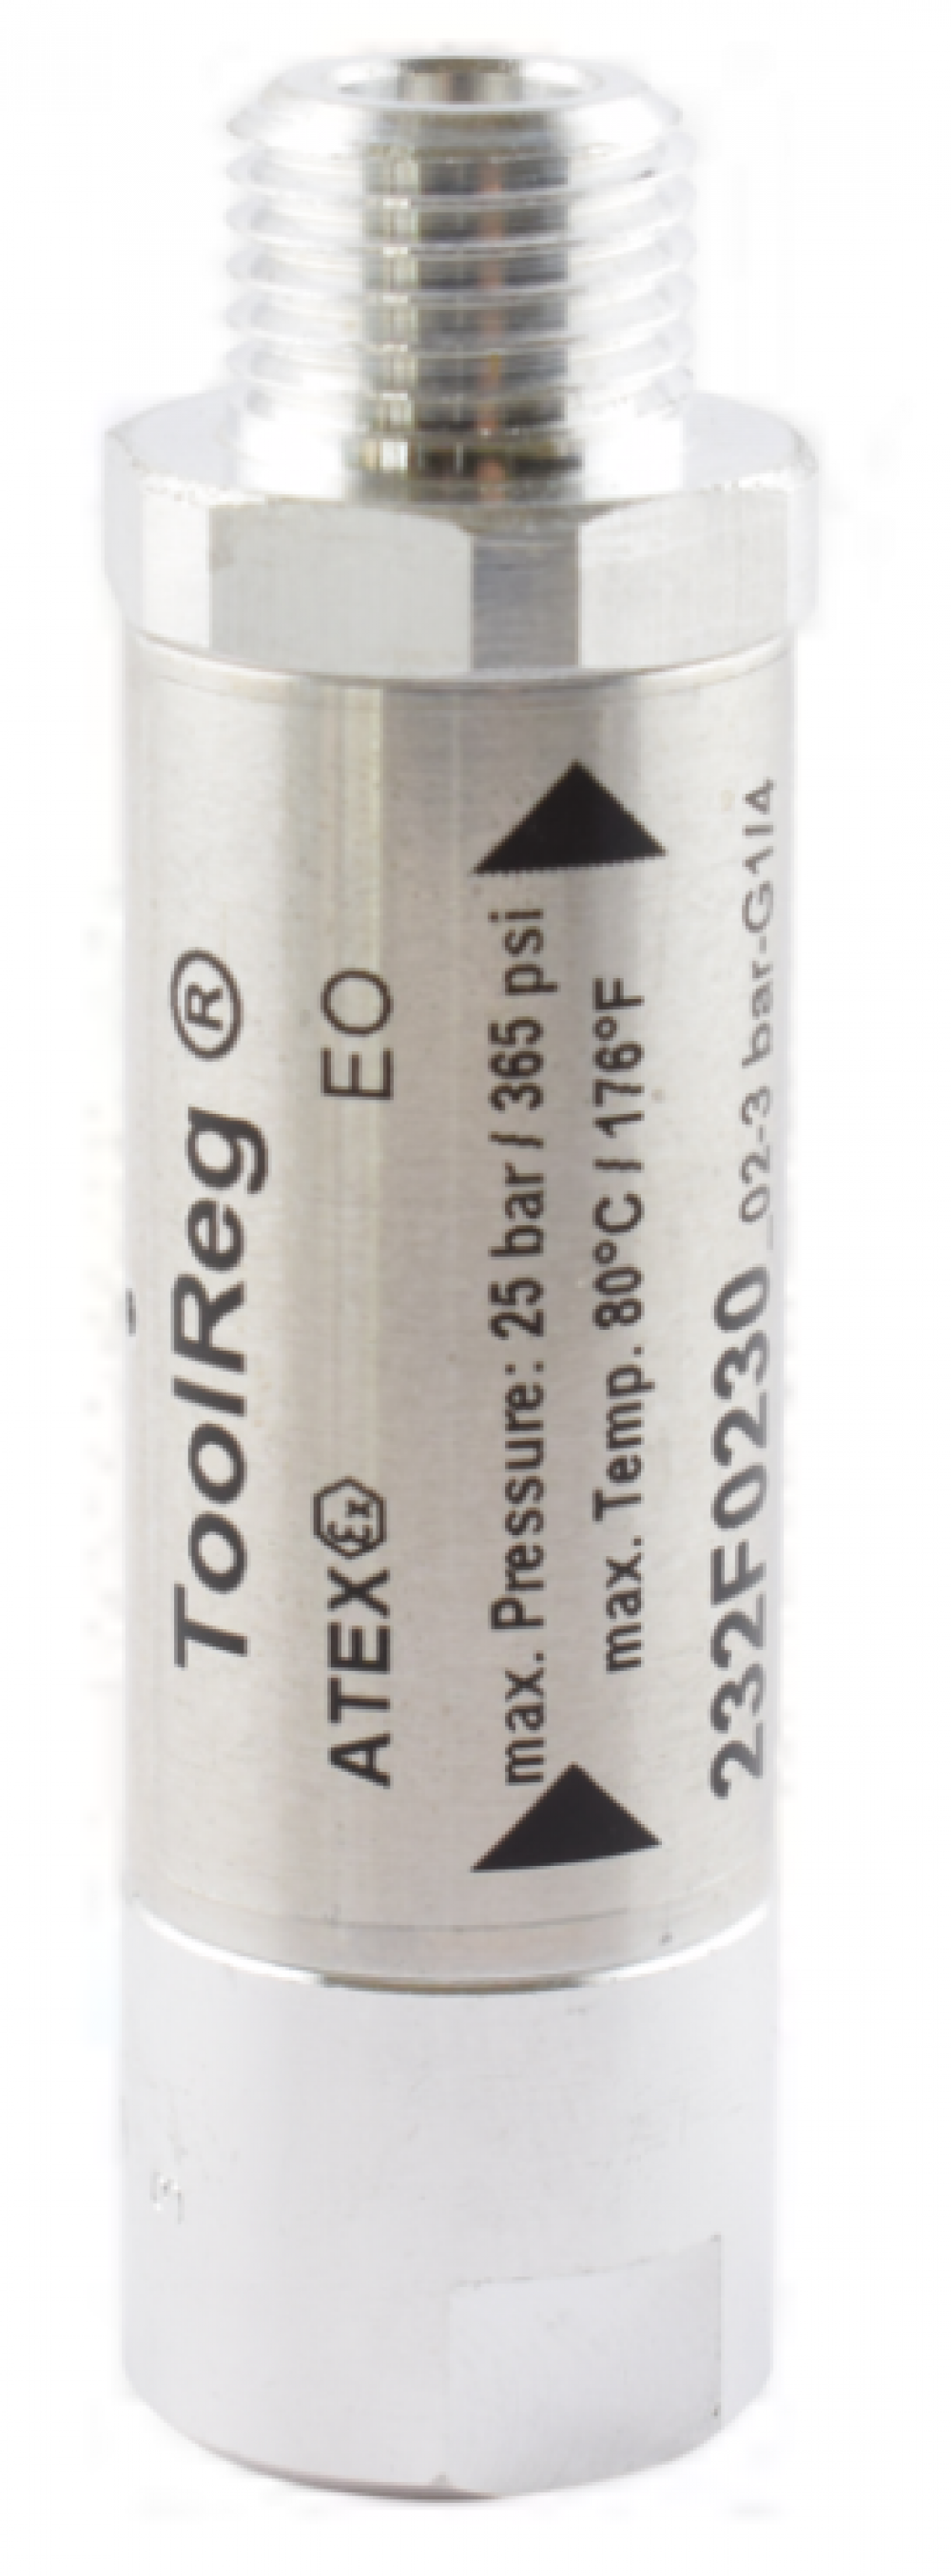 ToolReg ®
ATEX Ex EO
max. Pressure: 25 bar / 365 psi
max. Temp. 80°C / 176°F
232F0230_02-3 bar-G1/4